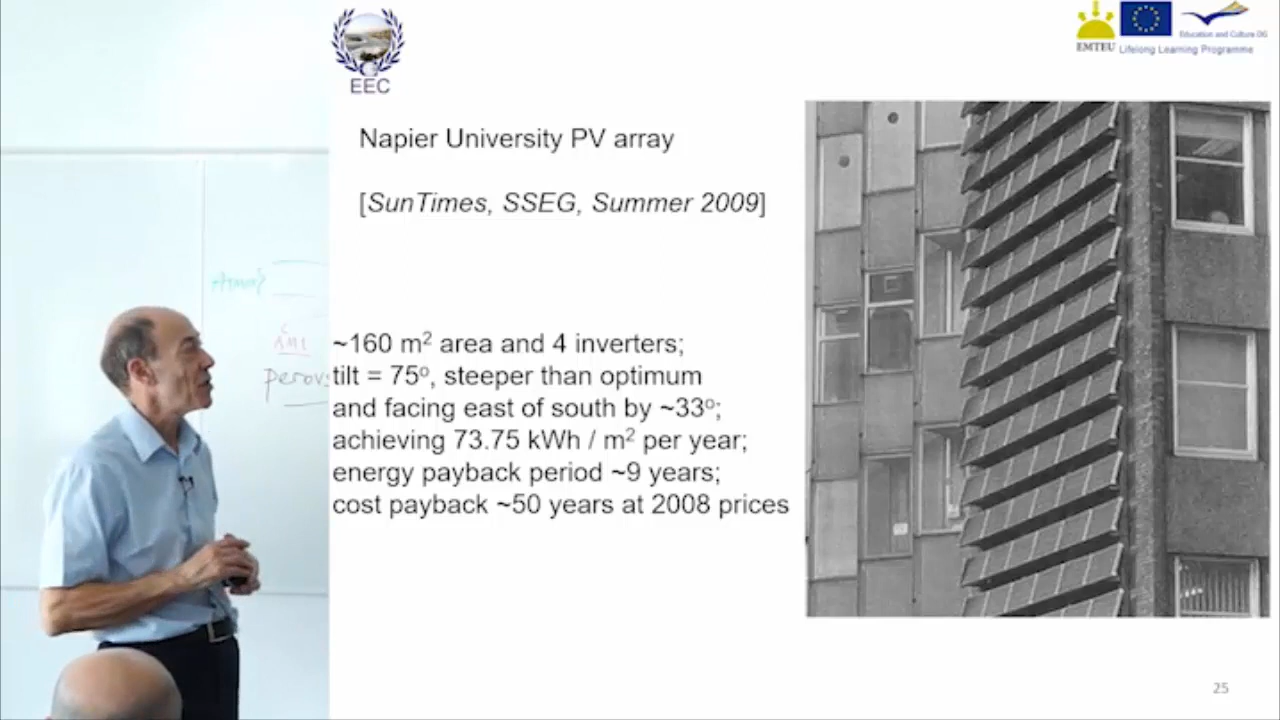 EEC
EMTEU
Education and Culture DG
Lifelong Learning Programme
Napier University PV array
[SunTimes, SSEG, Summer 2009]
~160 m² area and 4 inverters;
tilt = 75°, steeper than optimum
and facing east of south by ~33°;
achieving 73.75 kWh / m² per year;
energy payback period ~9 years;
cost payback ~50 years at 2008 prices
perovs
25